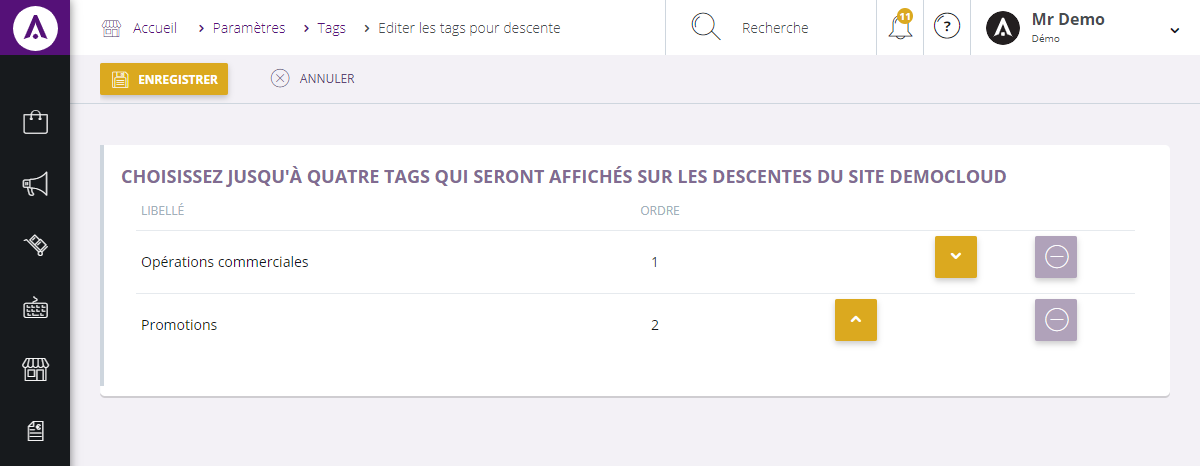 Accueil > Paramètres > Tags > Editer les tags pour descente
Recherche
11
?
Mr Demo
Démo
ENREGISTRER
ANNULER
CHOISISSEZ JUSQU'À QUATRE TAGS QUI SERONT AFFICHÉS SUR LES DESCENTES DU SITE DEMOCLOUD
LIBELLÉ ORDRE
Opérations commerciales 1
Promotions 2